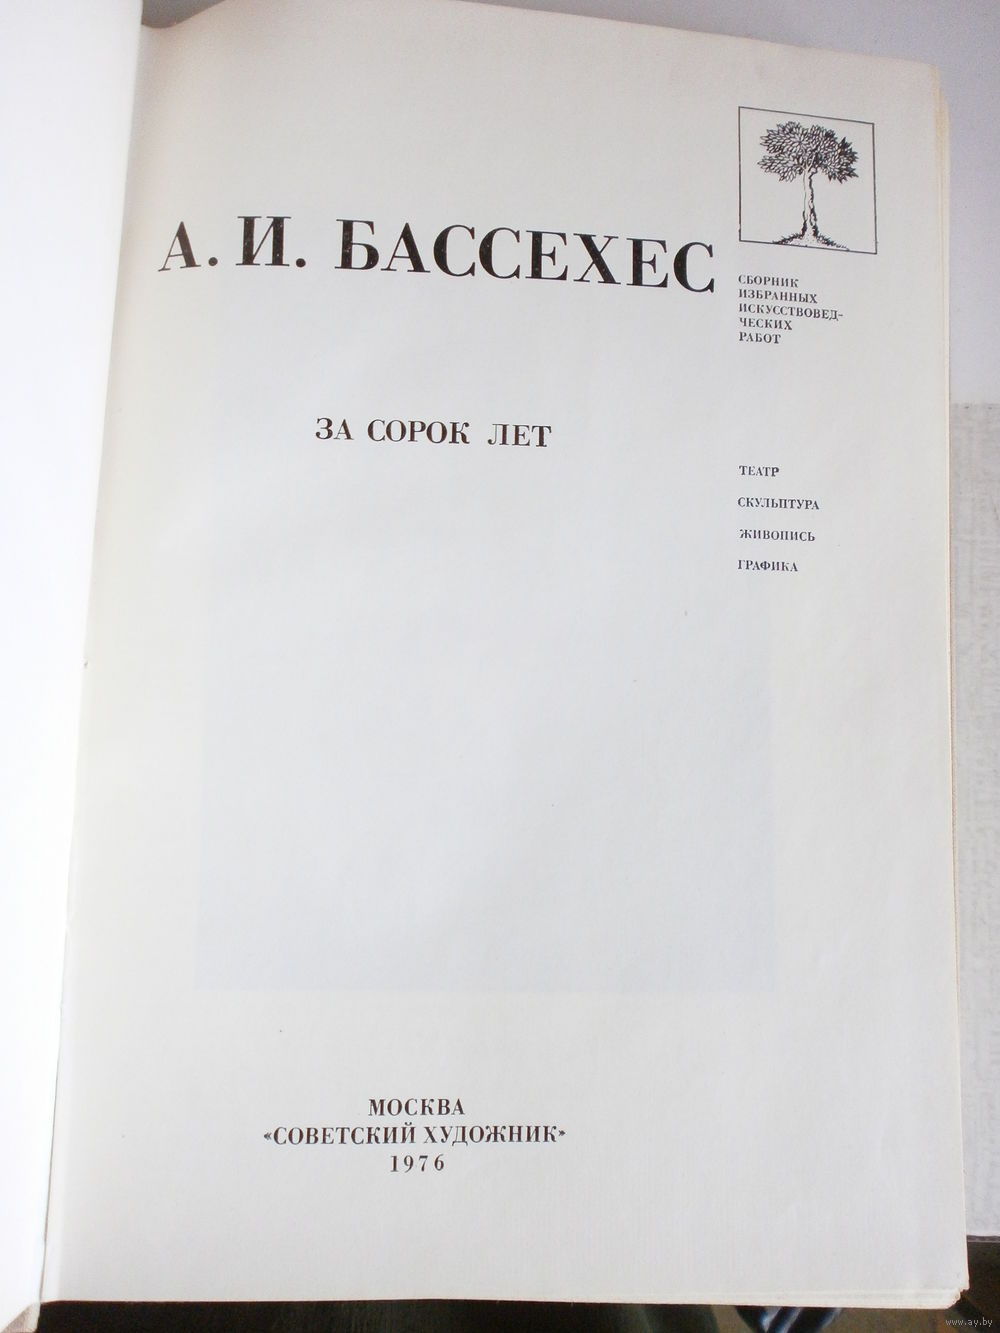 А. И. БАССЕХЕС
ЗА СОРОК ЛЕТ
СБОРНИК
ИЗБРАННЫХ
ИСКУССТВОВЕД-
ЧЕСКИХ
РАБОТ
ТЕАТР
СКУЛЬПТУРА
ЖИВОПИСЬ
ГРАФИКА
МОСКВА
«СОВЕТСКИЙ ХУДОЖНИК»
1976
www.ay.by